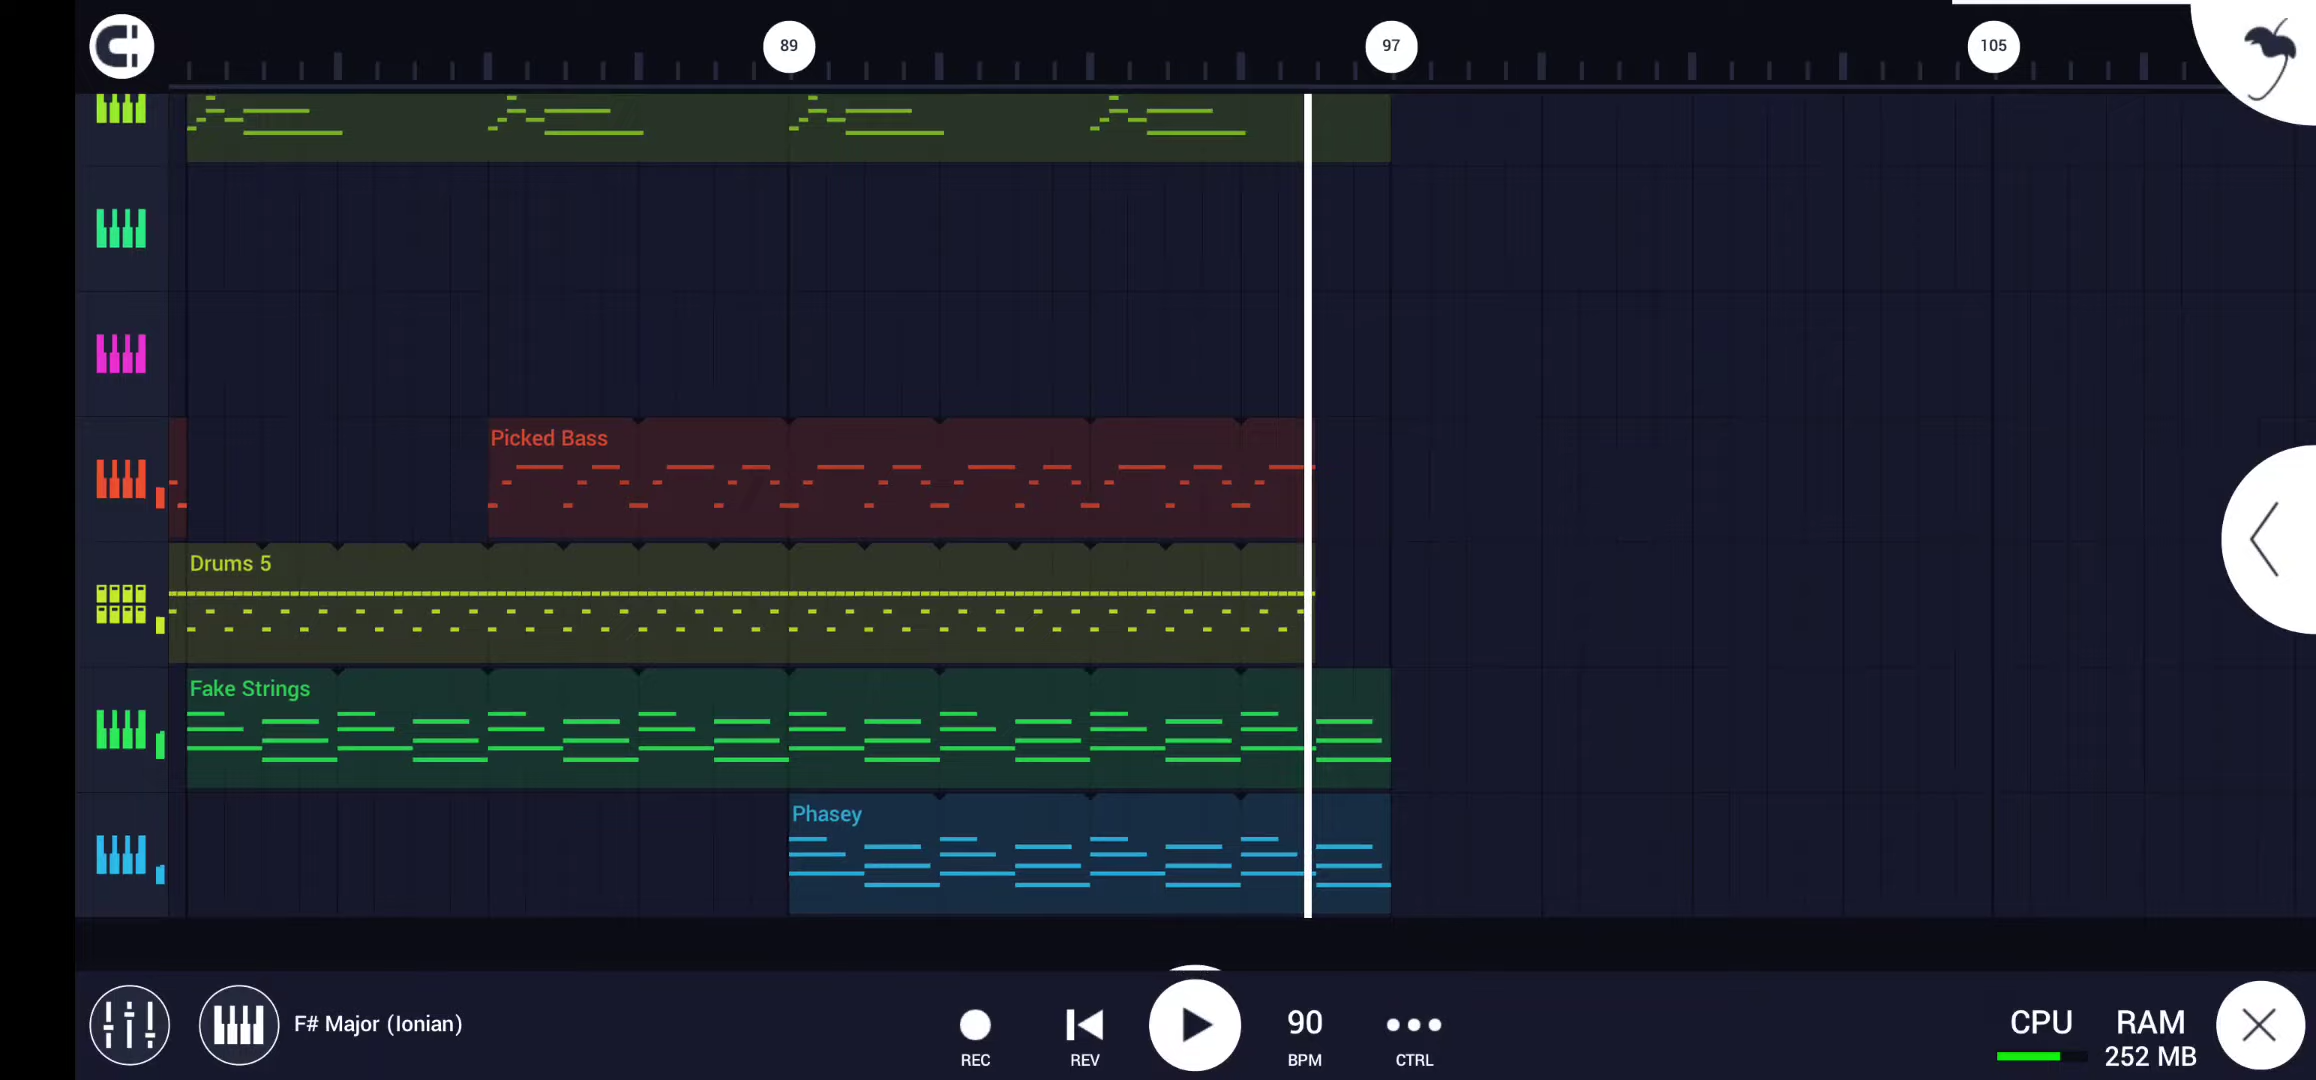 89
97
105
Picked Bass
Drums 5
Fake Strings
Phasey
F# Major (Ionian)
REC
REV
90
BPM
CTRL
CPU
RAM
252 MB